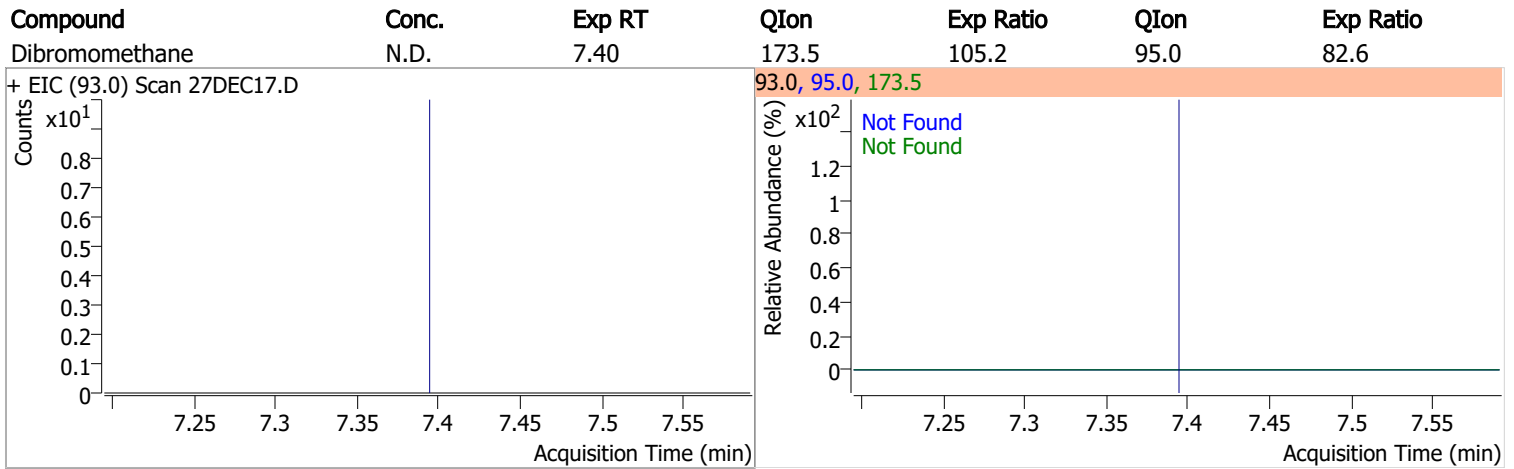 Compound Conc. Exp RT QIon Exp Ratio QIon Exp Ratio
Dibromomethane N.D. 7.40 173.5 105.2 95.0 82.6
+ EIC (93.0) Scan 27DEC17.D
Counts
x10¹
0.8
0.7
0.6
0.5
0.4
0.3
0.2
0.1
0
7.25 7.3 7.35 7.4 7.45 7.5 7.55
Acquisition Time (min)
93.0, 95.0, 173.5
Relative Abundance (%)
x10²
Not Found
Not Found
1.2
1
0.8
0.6
0.4
0.2
0
7.25 7.3 7.35 7.4 7.45 7.5 7.55
Acquisition Time (min)